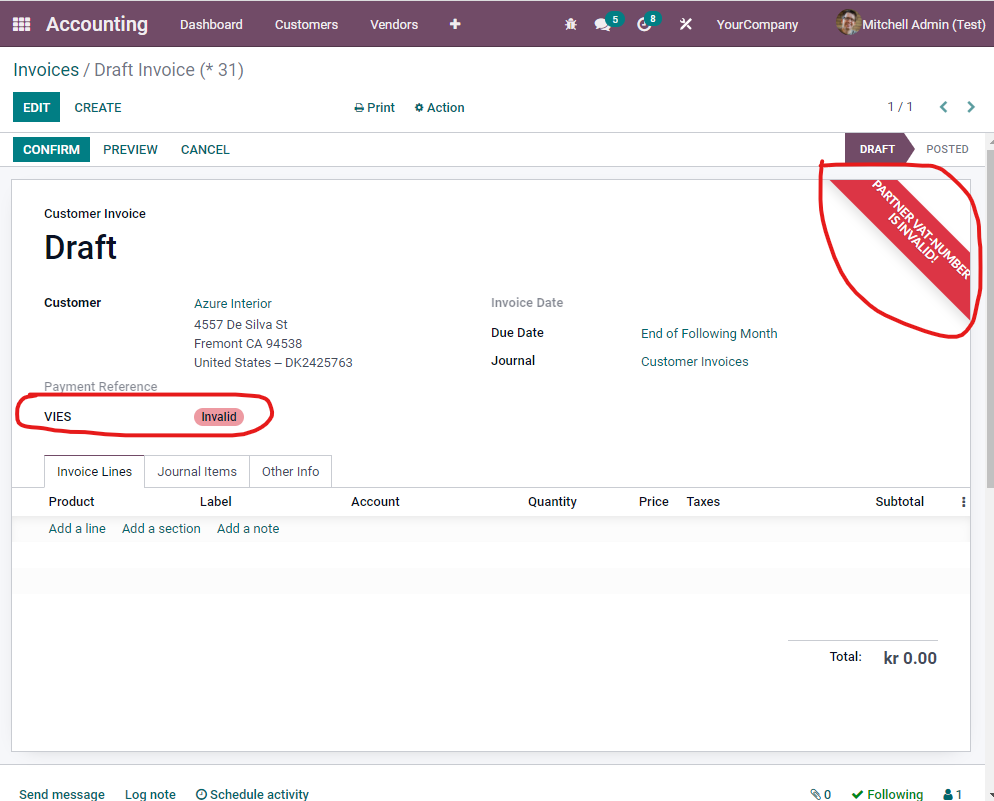 Accounting Dashboard Customers Vendors + 5 8 YourCompany Mitchell Admin (Test)
Invoices / Draft Invoice (* 31)
EDIT CREATE Print Action 1 / 1
CONFIRM PREVIEW CANCEL DRAFT POSTED
PARTNER VAT-NUMBER
IS INVALID!
Customer Invoice
Draft
Customer Azure Interior Invoice Date
4557 De Silva St
Due Date End of Following Month
Fremont CA 94538
United States – DK2425763 Journal Customer Invoices
Payment Reference
VIES Invalid
Invoice Lines Journal Items Other Info
Product Label Account Quantity Price Taxes Subtotal
Add a line Add a section Add a note
Total: kr 0.00
Send message Log note Schedule activity 0 Following 1